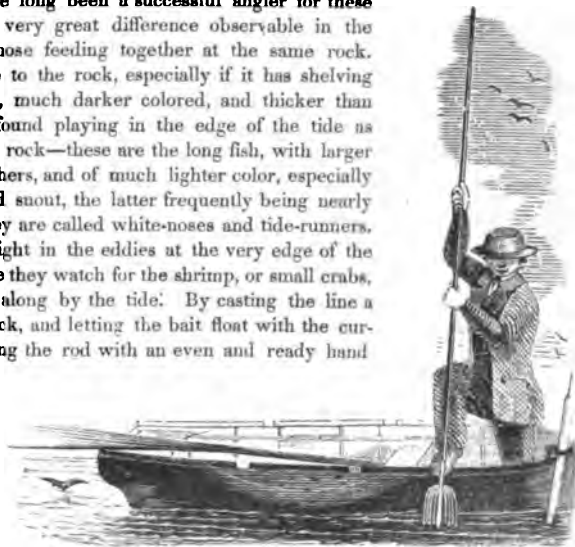 long been a successful angler for these
very great difference observable in the
those feeding together at the same rock.
to the rock, especially if it has shelving
, much darker colored, and thicker than
found playing in the edge of the tide as
rock—these are the long fish, with larger
hers, and of much lighter color, especially
snout, the latter frequently being nearly
ey are called white-noses and tide-runners.
ight in the eddies at the very edge of the
they watch for the shrimp, or small crabs,
along by the tide. By casting the line a
ck, and letting the bait float with the cur-
ng the rod with an even and ready hand